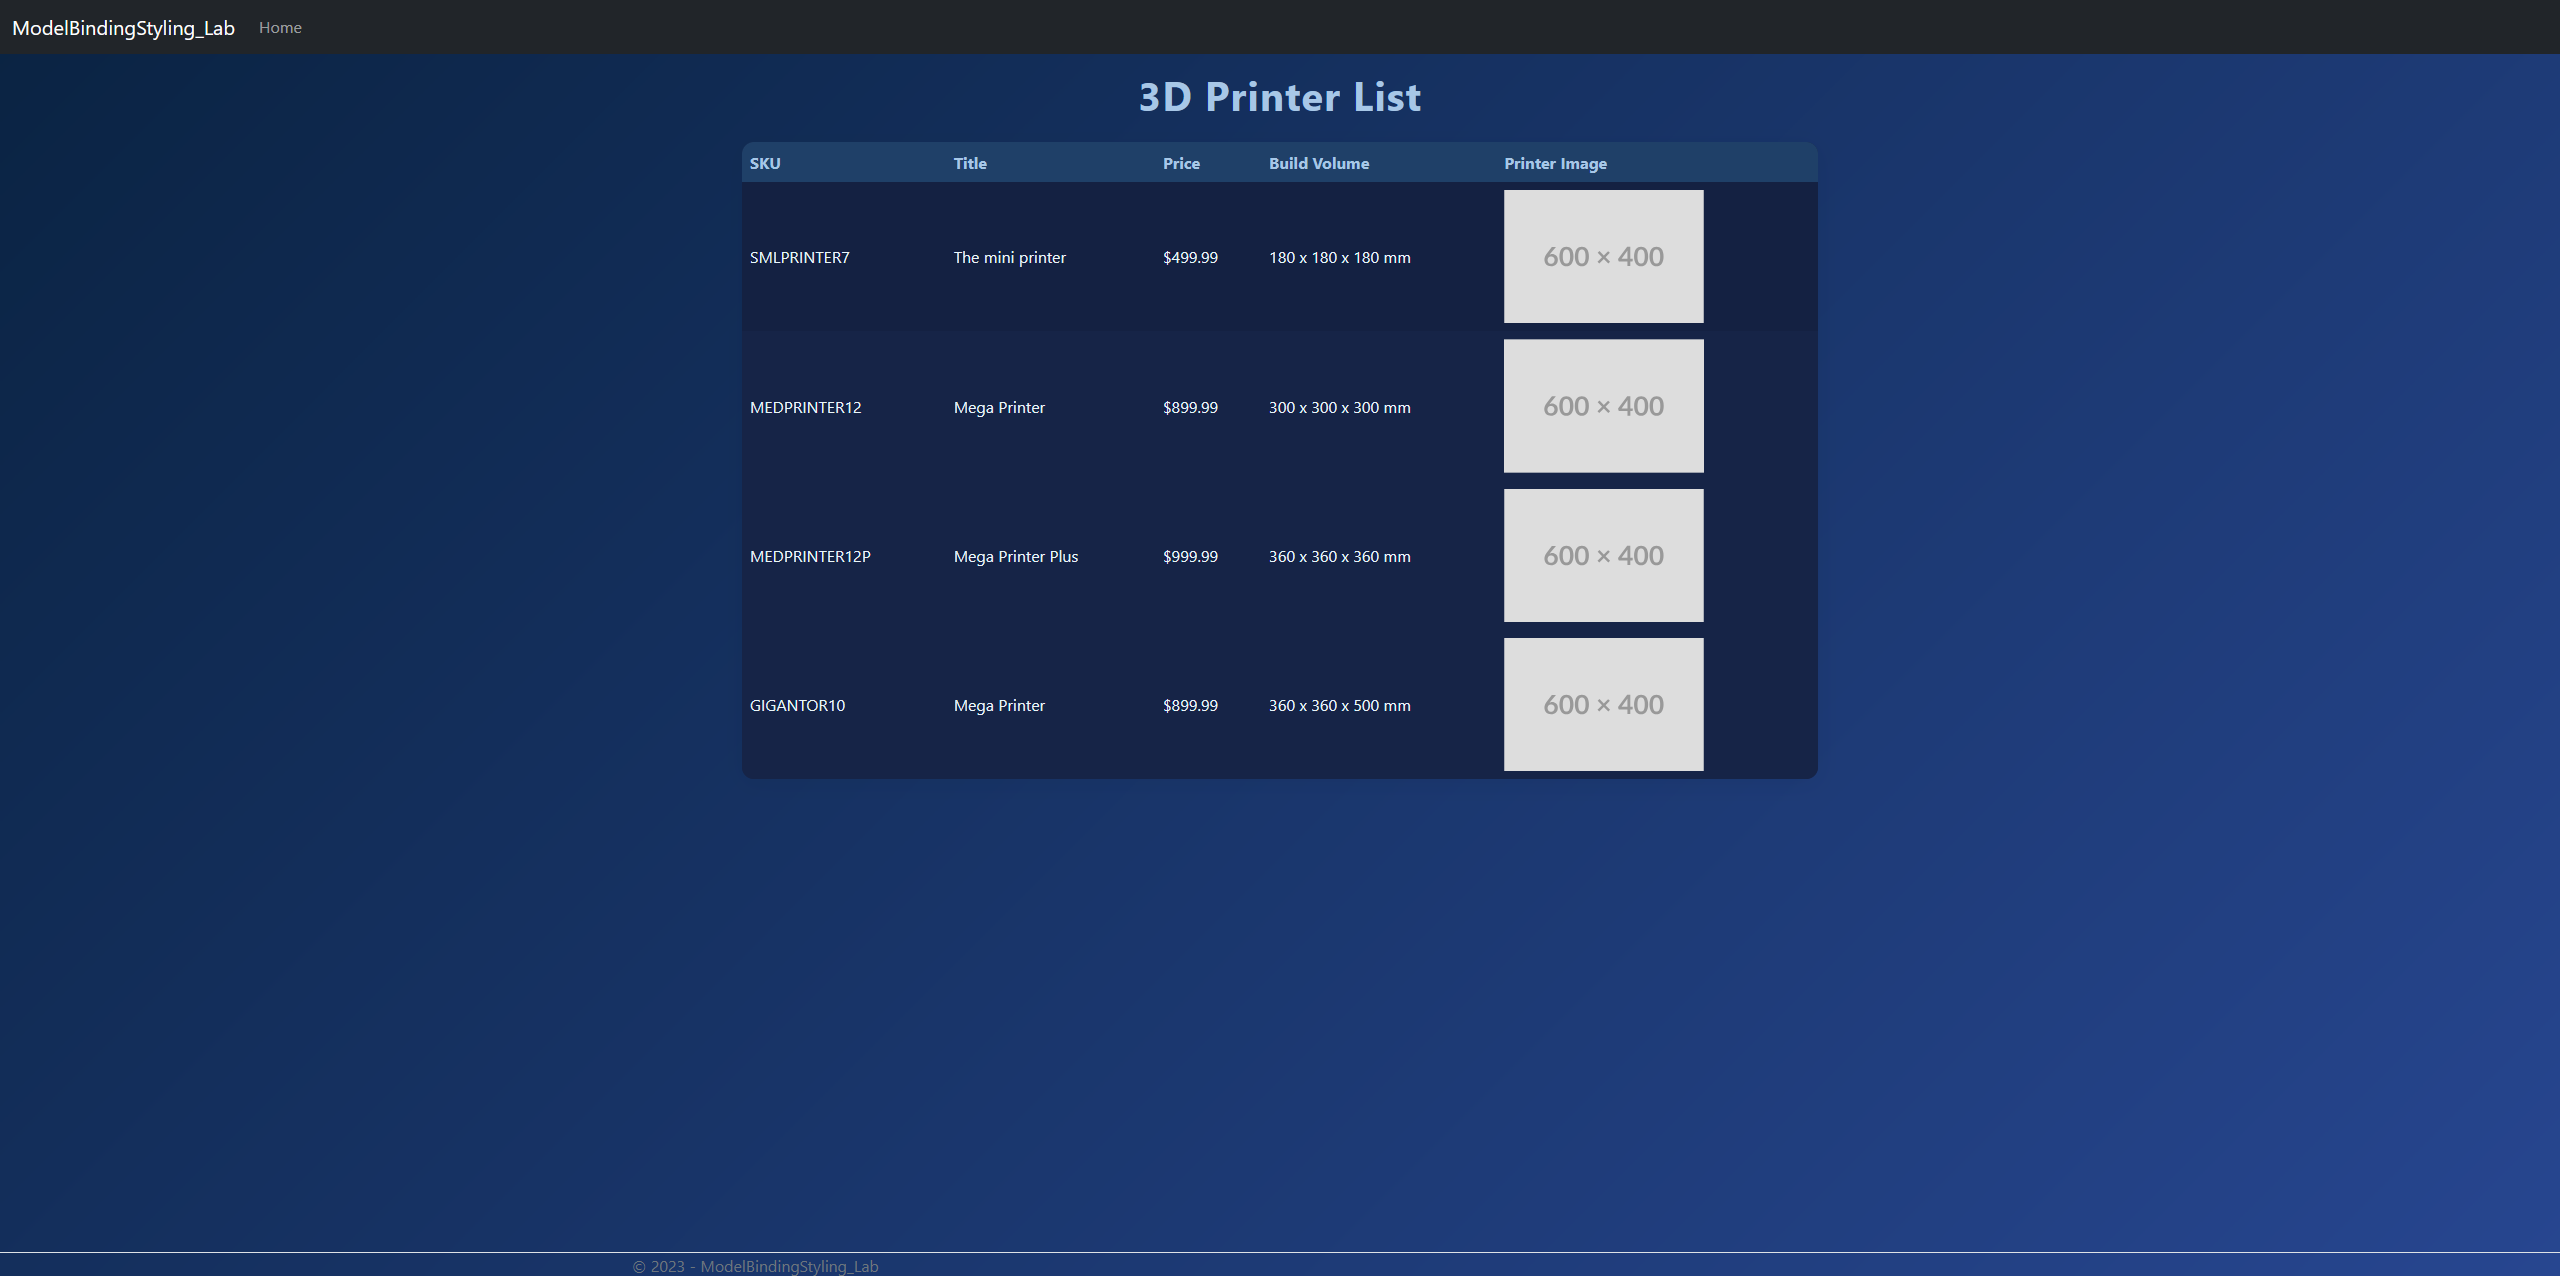 ModelBindingStyling_Lab Home
3D Printer List
SKU Title Price Build Volume Printer Image
SMLPRINTER7 The mini printer $499.99 180 x 180 x 180 mm 600 × 400
MEDPRINTER12 Mega Printer $899.99 300 x 300 x 300 mm 600 × 400
MEDPRINTER12P Mega Printer Plus $999.99 360 x 360 x 360 mm 600 × 400
GIGANTOR10 Mega Printer $899.99 360 x 360 x 500 mm 600 × 400
© 2023 - ModelBindingStyling_Lab